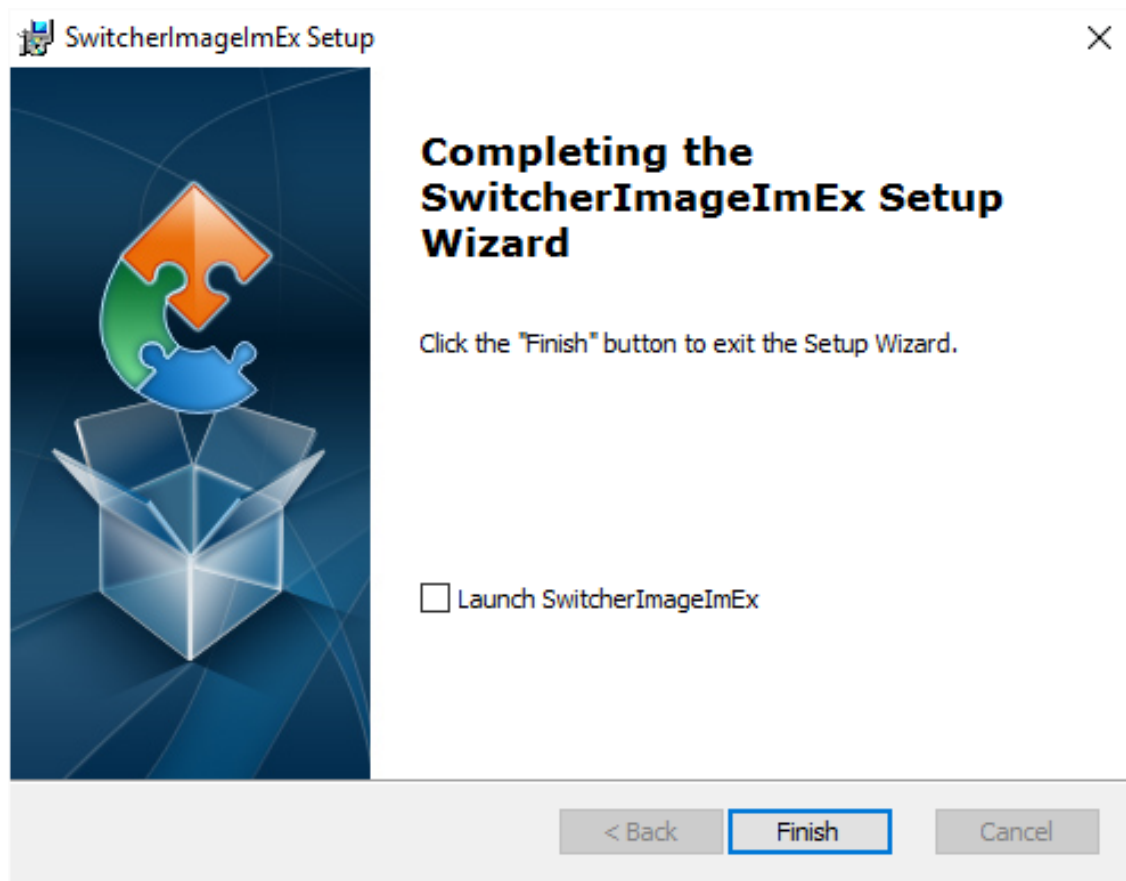 SwitcherImageImEx Setup
Completing the
SwitcherImageImEx Setup
Wizard
Click the "Finish" button to exit the Setup Wizard.
Launch SwitcherImageImEx
< Back
Finish
Cancel